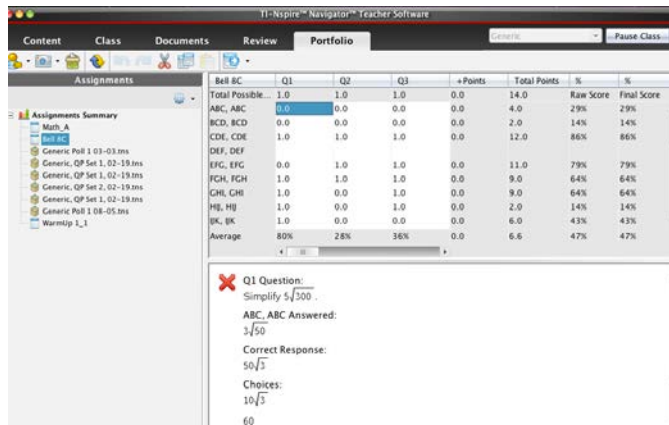 TI-Nspire™ Navigator™ Teacher Software
Content Class Documents Review Portfolio Generic Pause Class
Assignments
Assignments Summary
Math_A
Bell 8C
Generic Poll 1 03-03.tns
Generic, QP Set 1, 02-19.tns
Generic, QP Set 2, 02-19.tns
Generic, QP Set 1, 02-19.tns
Generic Poll 1 08-05.tns
WarmUp 1_1
Bell 8C Q1 Q2 Q3 +Points Total Points % %
Total Possible... 1.0 1.0 1.0 0.0 14.0 Raw Score Final Score
ABC, ABC 0.0 0.0 0.0 0.0 4.0 29% 29%
BCD, BCD 0.0 0.0 0.0 0.0 2.0 14% 14%
CDE, CDE 1.0 1.0 1.0 0.0 12.0 86% 86%
DEF, DEF
EFG, EFG 0.0 1.0 1.0 0.0 11.0 79% 79%
FGH, FGH 1.0 0.0 1.0 0.0 9.0 64% 64%
GHI, GHI 1.0 0.0 1.0 0.0 9.0 64% 64%
HIJ, HIJ 1.0 0.0 0.0 0.0 2.0 14% 14%
IJK, IJK 1.0 0.0 0.0 0.0 6.0 43% 43%
Average 80% 28% 36% 0.0 6.6 47% 47%
Q1 Question:
Simplify 5√300 .
ABC, ABC Answered:
3√50
Correct Response:
50√3
Choices:
10√3
60